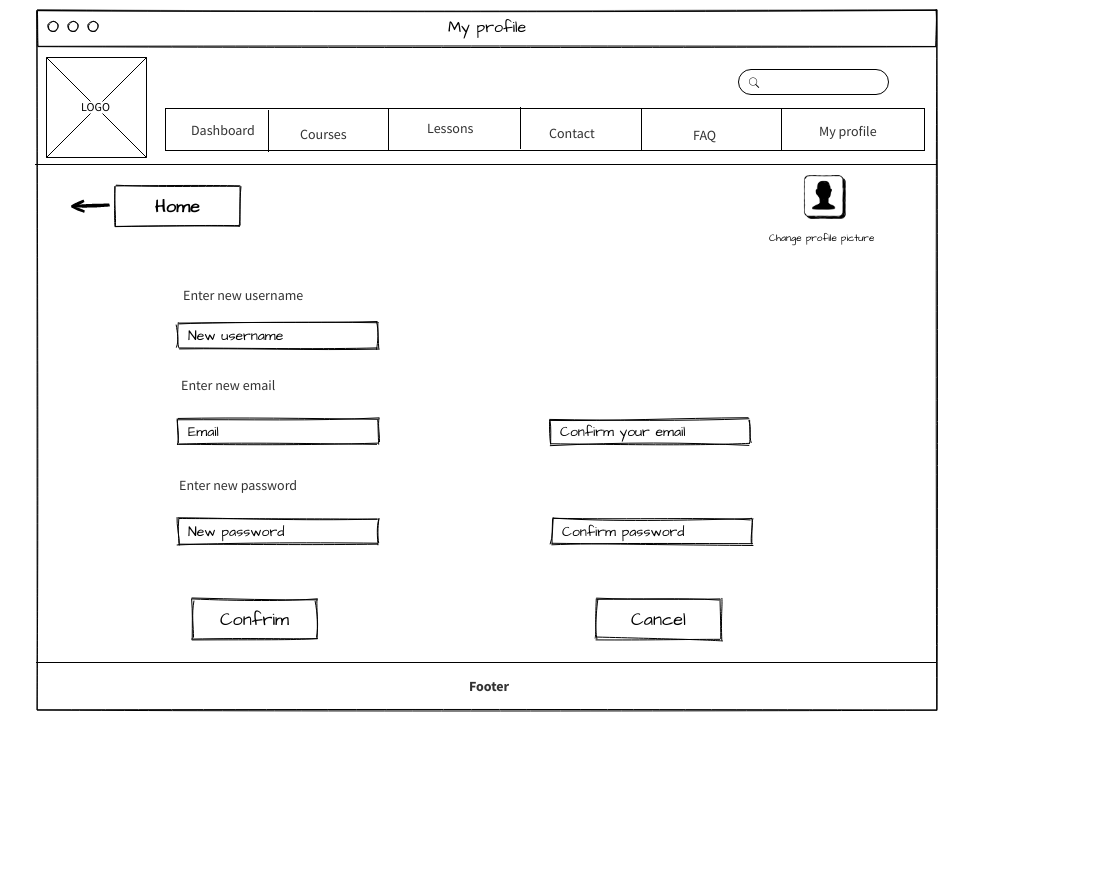 My profile
LOGO
Dashboard
Courses
Lessons
Contact
FAQ
My profile
Home
Change profile picture
Enter new username
New username
Enter new email
Email
Confirm your email
Enter new password
New password
Confirm password
Confrim
Cancel
Footer